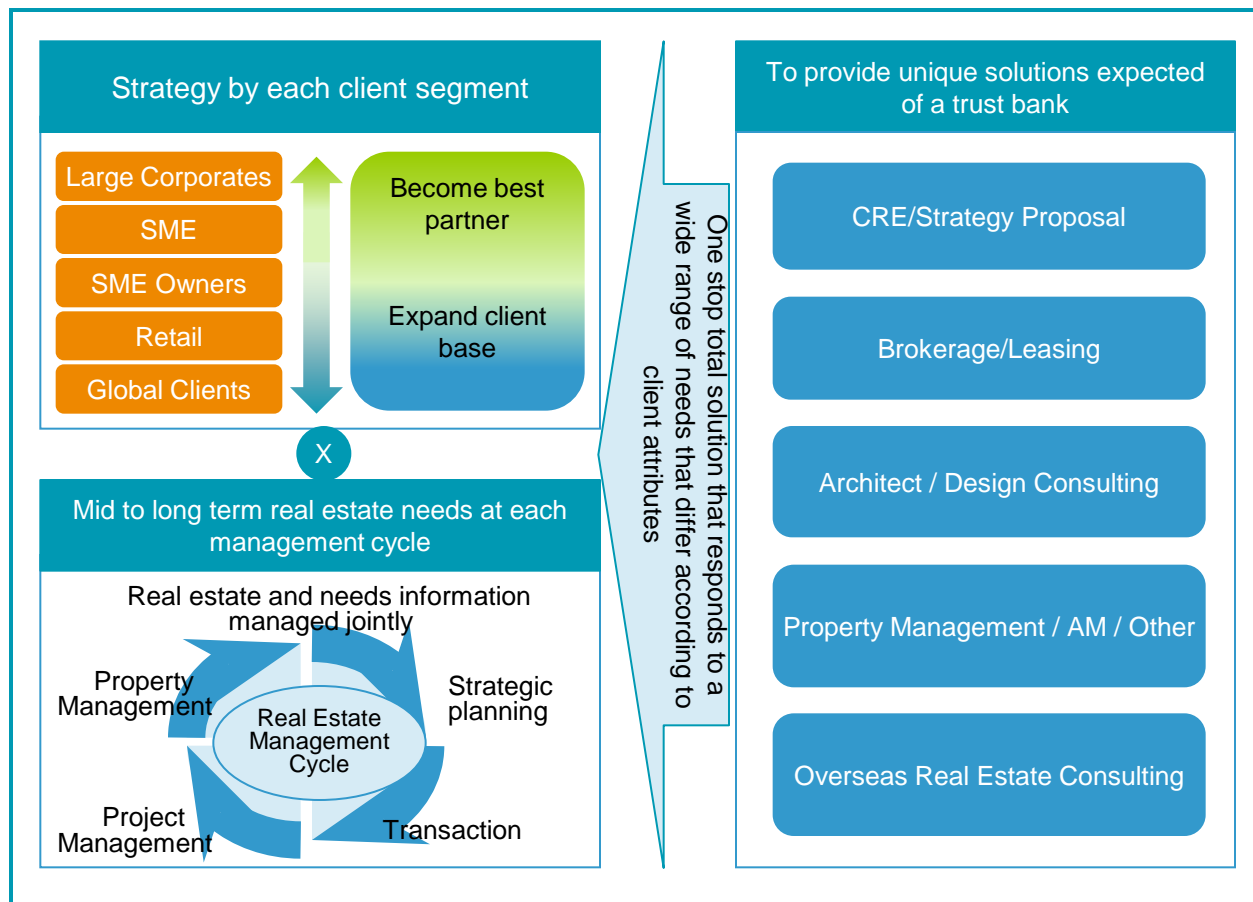 Strategy by each client segment
Large Corporates
SME
SME Owners
Retail
Global Clients
Become best
partner
Expand client
base
X
Mid to long term real estate needs at each
management cycle
Real estate and needs information
managed jointly
Property
Management
Strategic
planning
Real Estate
Management
Cycle
Project
Management
Transaction
One stop total solution that responds to a
wide range of needs that differ according to
client attributes
To provide unique solutions expected
of a trust bank
CRE/Strategy Proposal
Brokerage/Leasing
Architect / Design Consulting
Property Management / AM / Other
Overseas Real Estate Consulting